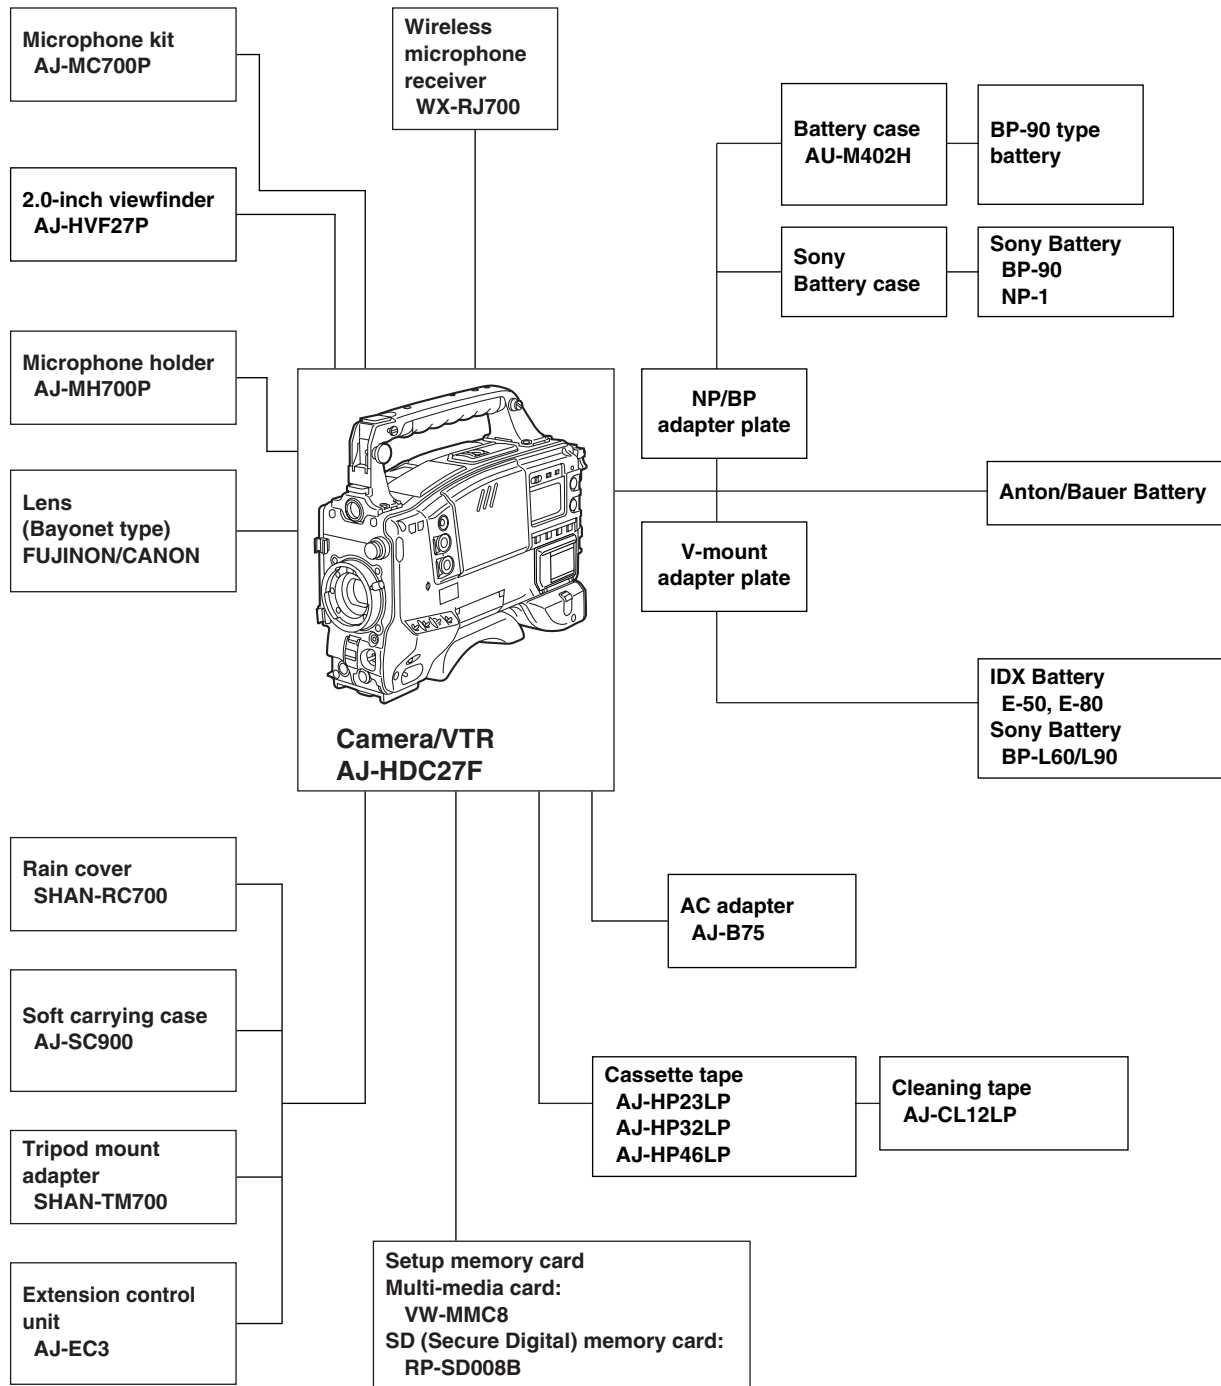 Microphone kit
AJ-MC700P
Wireless
microphone
receiver
WX-RJ700
Battery case
AU-M402H
BP-90 type
battery
2.0-inch viewfinder
AJ-HVF27P
Sony
Battery case
Sony Battery
BP-90
NP-1
Microphone holder
AJ-MH700P
NP/BP
adapter plate
Lens
(Bayonet type)
FUJINON/CANON
Anton/Bauer Battery
V-mount
adapter plate
IDX Battery
E-50, E-80
Sony Battery
BP-L60/L90
Camera/VTR
AJ-HDC27F
Rain cover
SHAN-RC700
AC adapter
AJ-B75
Soft carrying case
AJ-SC900
Cassette tape
AJ-HP23LP
AJ-HP32LP
AJ-HP46LP
Cleaning tape
AJ-CL12LP
Tripod mount
adapter
SHAN-TM700
Setup memory card
Multi-media card:
VW-MMC8
SD (Secure Digital) memory card:
RP-SD008B
Extension control
unit
AJ-EC3